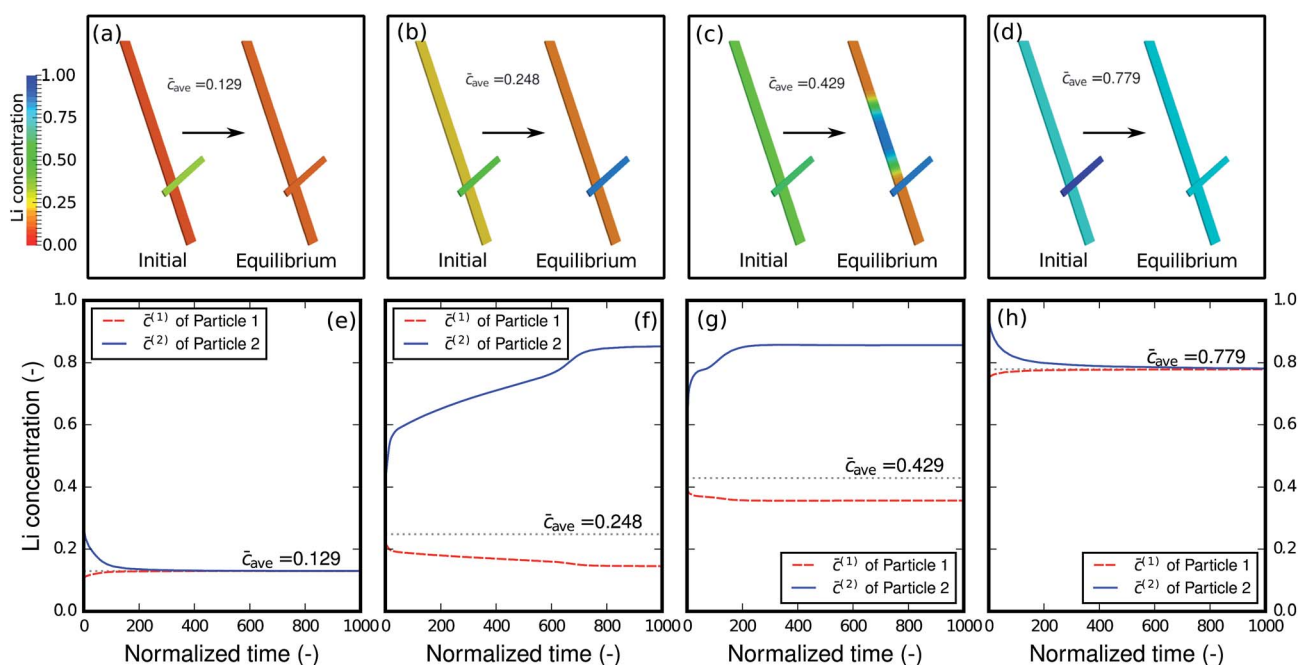 (a)
c̄ave =0.129
Initial Equilibrium
(b)
c̄ave =0.248
Initial Equilibrium
(c)
c̄ave =0.429
Initial Equilibrium
(d)
c̄ave =0.779
Initial Equilibrium
Li concentration
1.00
0.75
0.50
0.25
0.00
Li concentration (-)
1.0
0.8
0.6
0.4
0.2
0.0
(e)
c̄(1) of Particle 1
c̄(2) of Particle 2
c̄ave =0.129
0 200 400 600 800 1000
Normalized time (-)
(f)
c̄(1) of Particle 1
c̄(2) of Particle 2
c̄ave =0.248
0 200 400 600 800 1000
Normalized time (-)
(g)
c̄ave =0.429
c̄(1) of Particle 1
c̄(2) of Particle 2
0 200 400 600 800 1000
Normalized time (-)
(h)
c̄ave =0.779
c̄(1) of Particle 1
c̄(2) of Particle 2
0 200 400 600 800 1000
Normalized time (-)
1.0
0.8
0.6
0.4
0.2
0.0